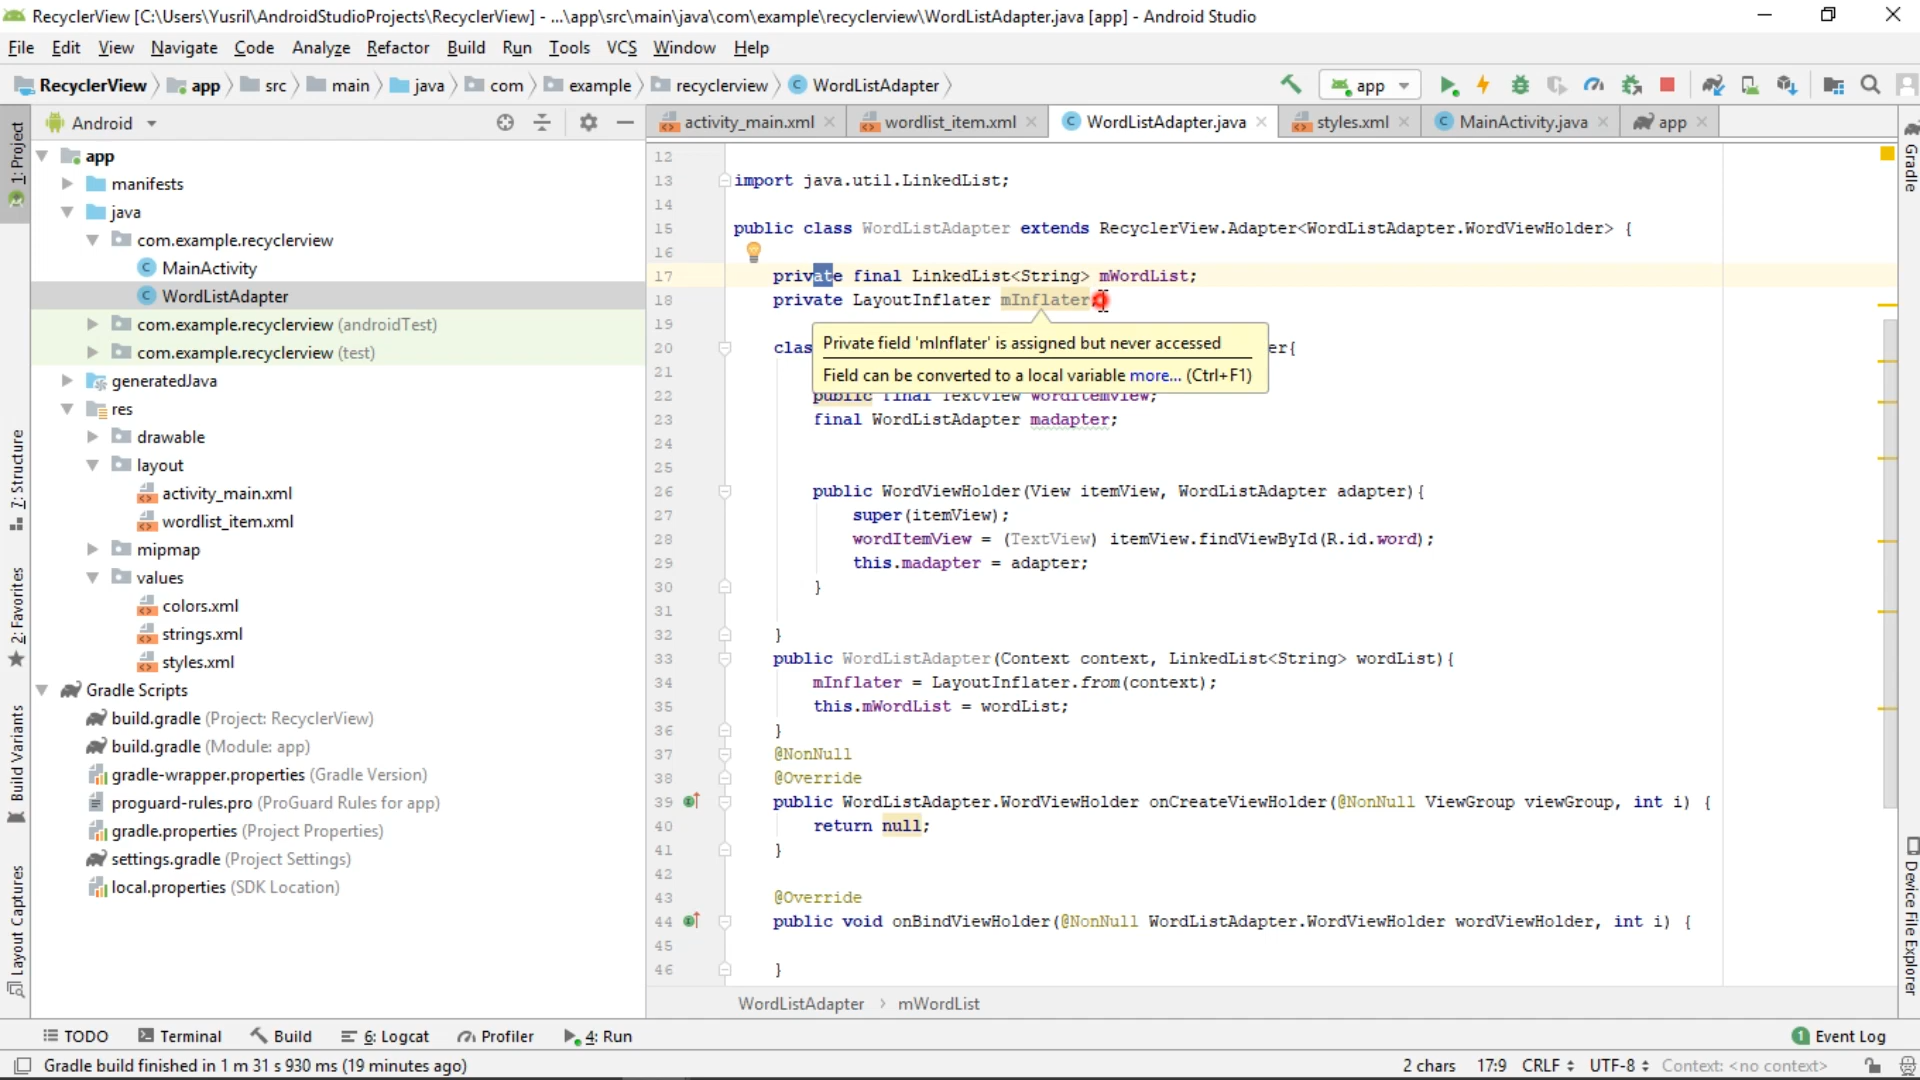 RecyclerView [C:\Users\Yusril\AndroidStudioProjects\RecyclerView] - ...\app\src\main\java\com\example\recyclerview\WordListAdapter.java [app] - Android Studio
File Edit View Navigate Code Analyze Refactor Build Run Tools VCS Window Help
RecyclerView app src main java com example recyclerview WordListAdapter app
Android
activity_main.xml wordlist_item.xml WordListAdapter.java styles.xml MainActivity.java app
1: Project
7: Structure
2: Favorites
Build Variants
Layout Captures
app
manifests
java
com.example.recyclerview
MainActivity
WordListAdapter
com.example.recyclerview (androidTest)
com.example.recyclerview (test)
generatedJava
res
drawable
layout
activity_main.xml
wordlist_item.xml
mipmap
values
colors.xml
strings.xml
styles.xml
Gradle Scripts
build.gradle (Project: RecyclerView)
build.gradle (Module: app)
gradle-wrapper.properties (Gradle Version)
proguard-rules.pro (ProGuard Rules for app)
gradle.properties (Project Properties)
settings.gradle (Project Settings)
local.properties (SDK Location)
12
13 import java.util.LinkedList;
14
15 public class WordListAdapter extends RecyclerView.Adapter<WordListAdapter.WordViewHolder> {
16
17 private final LinkedList<String> mWordList;
18 private LayoutInflater mInflater
19
Private field 'mInflater' is assigned but never accessed
20 clas er{
21
Field can be converted to a local variable more... (Ctrl+F1)
22 public final TextView wordItemView;
23 final WordListAdapter madapter;
24
25
26 public WordViewHolder(View itemView, WordListAdapter adapter){
27 super(itemView);
28 wordItemView = (TextView) itemView.findViewById(R.id.word);
29 this.madapter = adapter;
30 }
31
32 }
33 public WordListAdapter(Context context, LinkedList<String> wordList){
34 mInflater = LayoutInflater.from(context);
35 this.mWordList = wordList;
36 }
37 @NonNull
38 @Override
39 public WordListAdapter.WordViewHolder onCreateViewHolder(@NonNull ViewGroup viewGroup, int i) {
40 return null;
41 }
42
43 @Override
44 public void onBindViewHolder(@NonNull WordListAdapter.WordViewHolder wordViewHolder, int i) {
45
46 }
WordListAdapter › mWordList
Gradle
Device File Explorer
TODO Terminal Build 6: Logcat Profiler 4: Run 1 Event Log
Gradle build finished in 1 m 31 s 930 ms (19 minutes ago) 2 chars 17:9 CRLF UTF-8 Context: <no context>